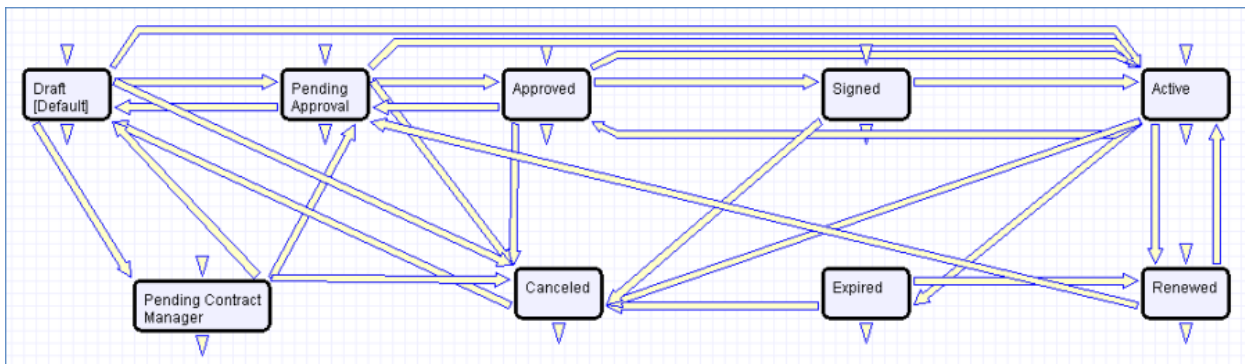 Draft
[Default]
Pending
Approval
Approved
Signed
Active
Pending Contract
Manager
Canceled
Expired
Renewed